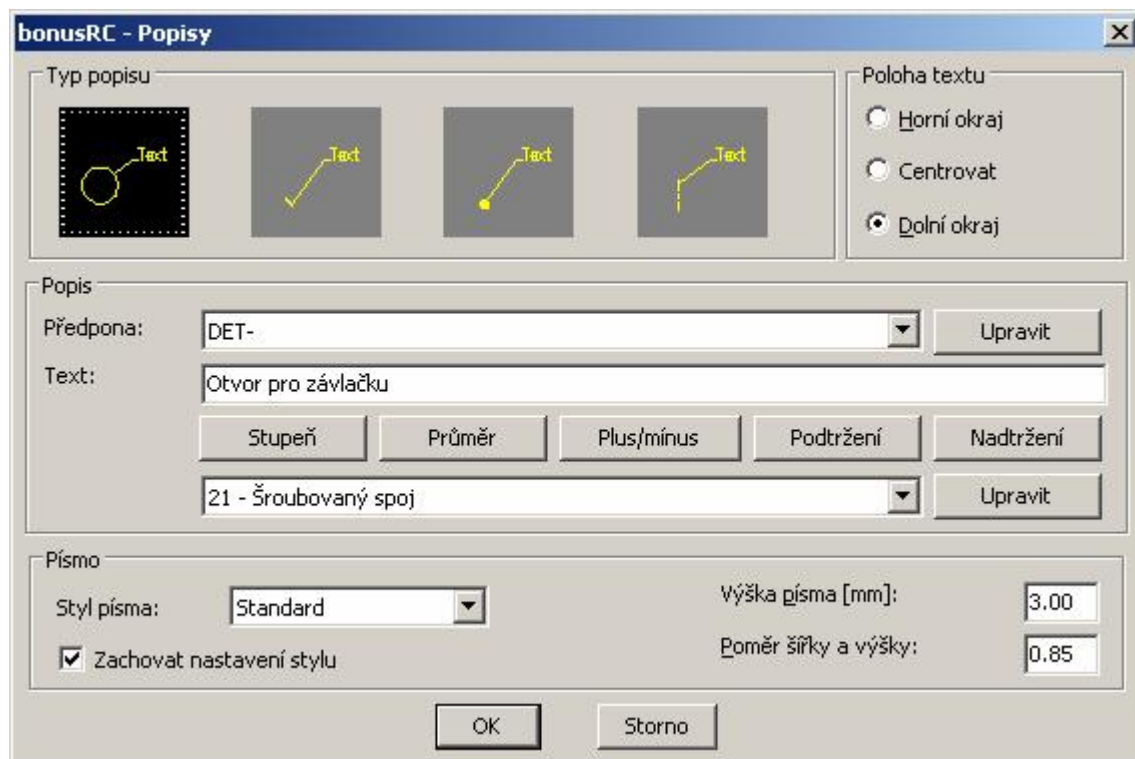 bonusRC - Popisy
Typ popisu
Text
Text
Text
Text
Poloha textu
Horní okraj
Centrovat
Dolní okraj
Popis
Předpona:
DET-
Upravit
Text:
Otvor pro závlačku
Stupeň
Průměr
Plus/mínus
Podtržení
Nadtržení
21 - Šroubovaný spoj
Upravit
Písmo
Styl písma:
Standard
Zachovat nastavení stylu
Výška písma [mm]:
3.00
Poměr šířky a výšky:
0.85
OK
Storno